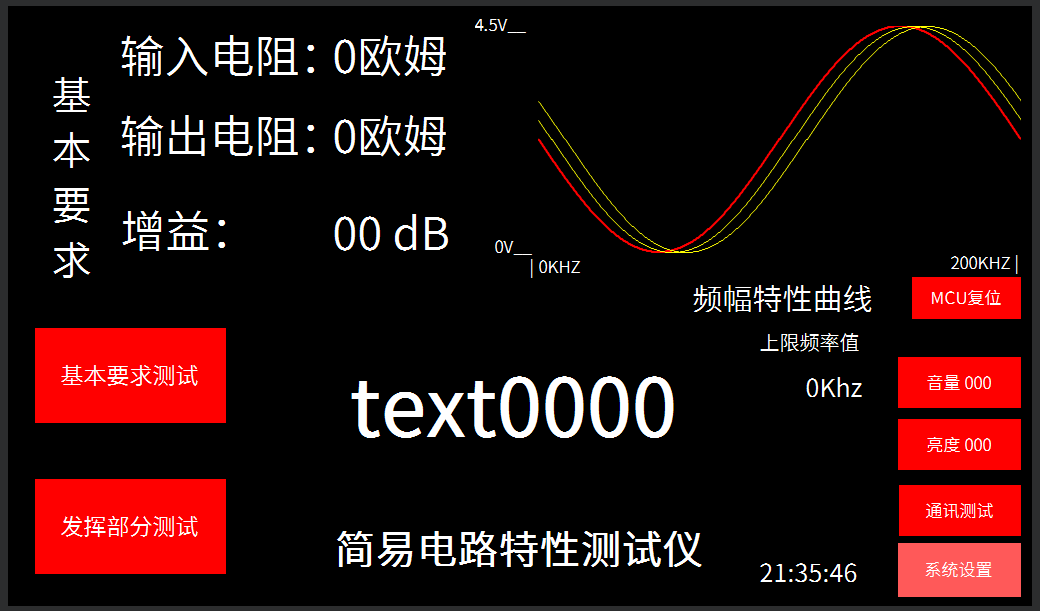 基本要求
输入电阻：0欧姆
输出电阻：0欧姆
增益： 00 dB
4.5V__
0V__
| 0KHZ
200KHZ |
频幅特性曲线
MCU复位
上限频率值
0Khz
基本要求测试
text0000
音量 000
亮度 000
发挥部分测试
通讯测试
简易电路特性测试仪
21:35:46
系统设置